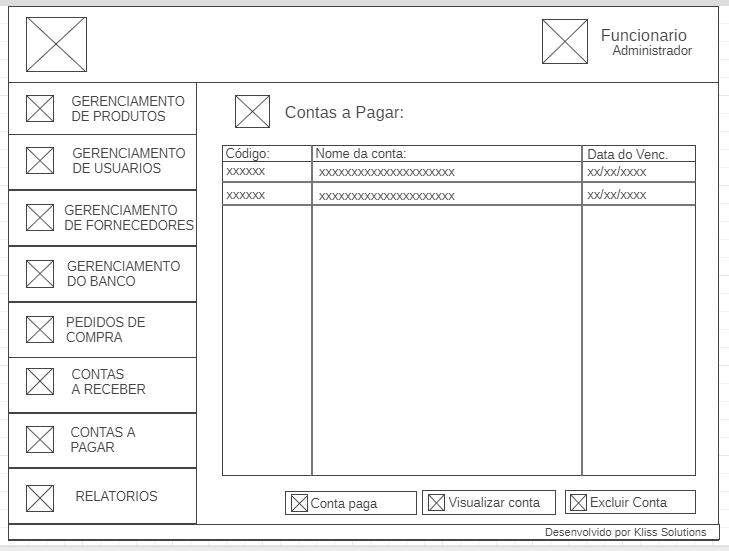 Funcionario
Administrador
GERENCIAMENTO
DE PRODUTOS
GERENCIAMENTO
DE USUARIOS
GERENCIAMENTO
DE FORNECEDORES
GERENCIAMENTO
DO BANCO
PEDIDOS DE
COMPRA
CONTAS
A RECEBER
CONTAS A
PAGAR
RELATORIOS
Contas a Pagar:
Código: Nome da conta: Data do Venc.
xxxxxx xxxxxxxxxxxxxxxxxxxxx xx/xx/xxxx
xxxxxx xxxxxxxxxxxxxxxxxxxxx xx/xx/xxxx
Conta paga Visualizar conta Excluir Conta
Desenvolvido por Kliss Solutions